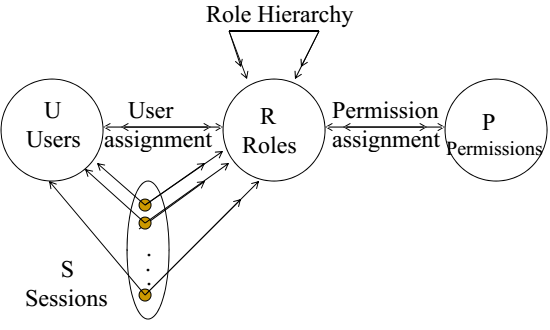 Role Hierarchy
U
Users
User
assignment
R
Roles
Permission
assignment
P
Permissions
S
Sessions